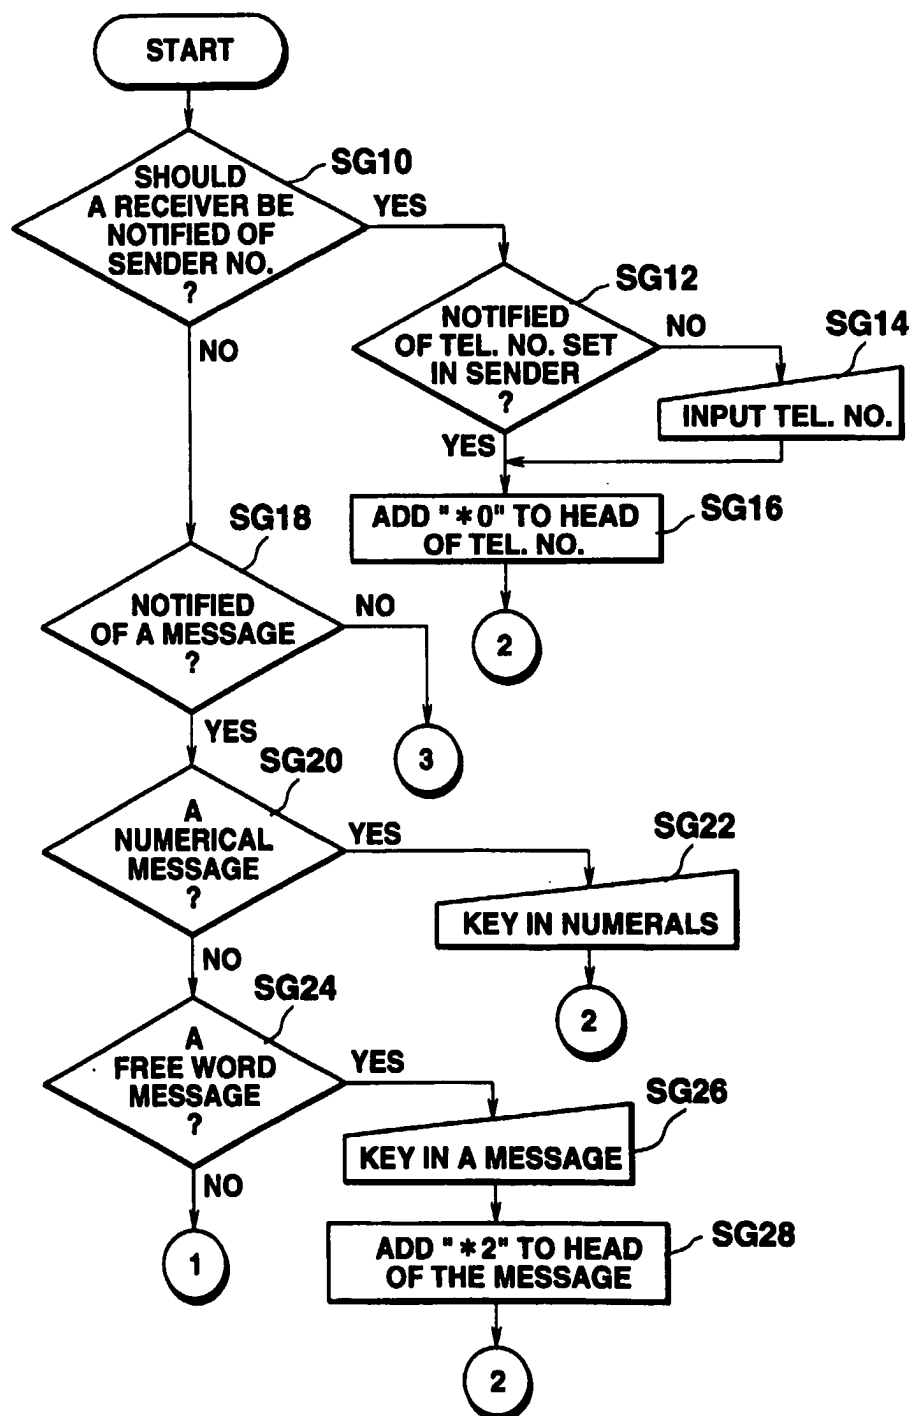 START
SG10
SHOULD
A RECEIVER BE
NOTIFIED OF
SENDER NO.
?
YES
NO
SG12
NOTIFIED
OF TEL. NO. SET
IN SENDER
?
NO
YES
SG14
INPUT TEL. NO.
SG16
ADD "*0" TO HEAD
OF TEL. NO.
2
SG18
NOTIFIED
OF A MESSAGE
?
NO
3
YES
SG20
A
NUMERICAL
MESSAGE
?
YES
SG22
KEY IN NUMERALS
2
NO
SG24
A
FREE WORD
MESSAGE
?
YES
SG26
KEY IN A MESSAGE
NO
1
SG28
ADD "*2" TO HEAD
OF THE MESSAGE
2